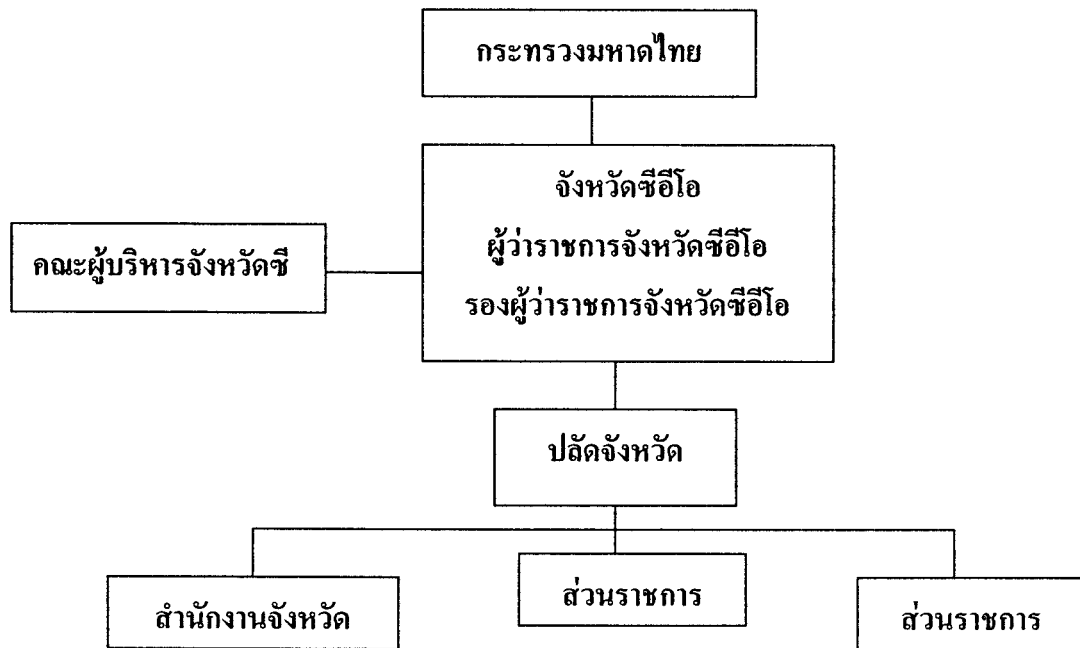 กระทรวงมหาดไทย
จังหวัดซีอีโอ
ผู้ว่าราชการจังหวัดซีอีโอ
รองผู้ว่าราชการจังหวัดซีอีโอ
คณะผู้บริหารจังหวัดซี
ปลัดจังหวัด
สำนักงานจังหวัด
ส่วนราชการ
ส่วนราชการ